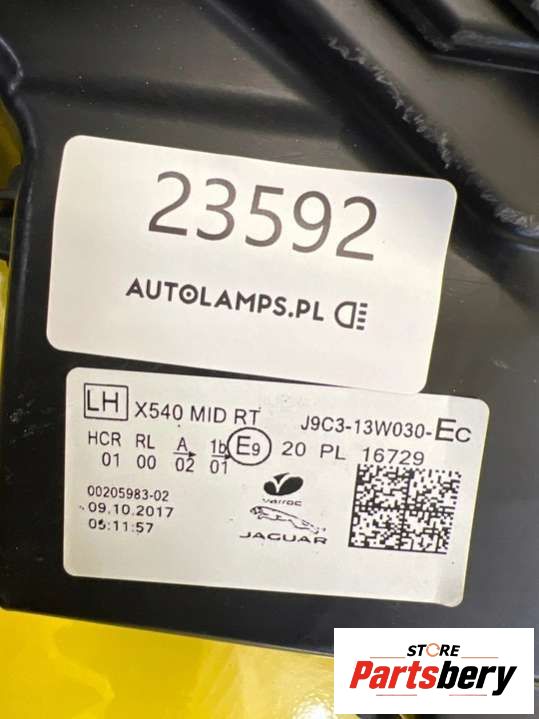 23592
AUTOLAMPS.PL
LH X540 MID RT J9C3-13W030-EC
HCR RL A 1b E9 20 PL 16729
01 00 02 01
00205983-02
09.10.2017
varroc
05:11:57
JAGUAR
STORE
Partsbery